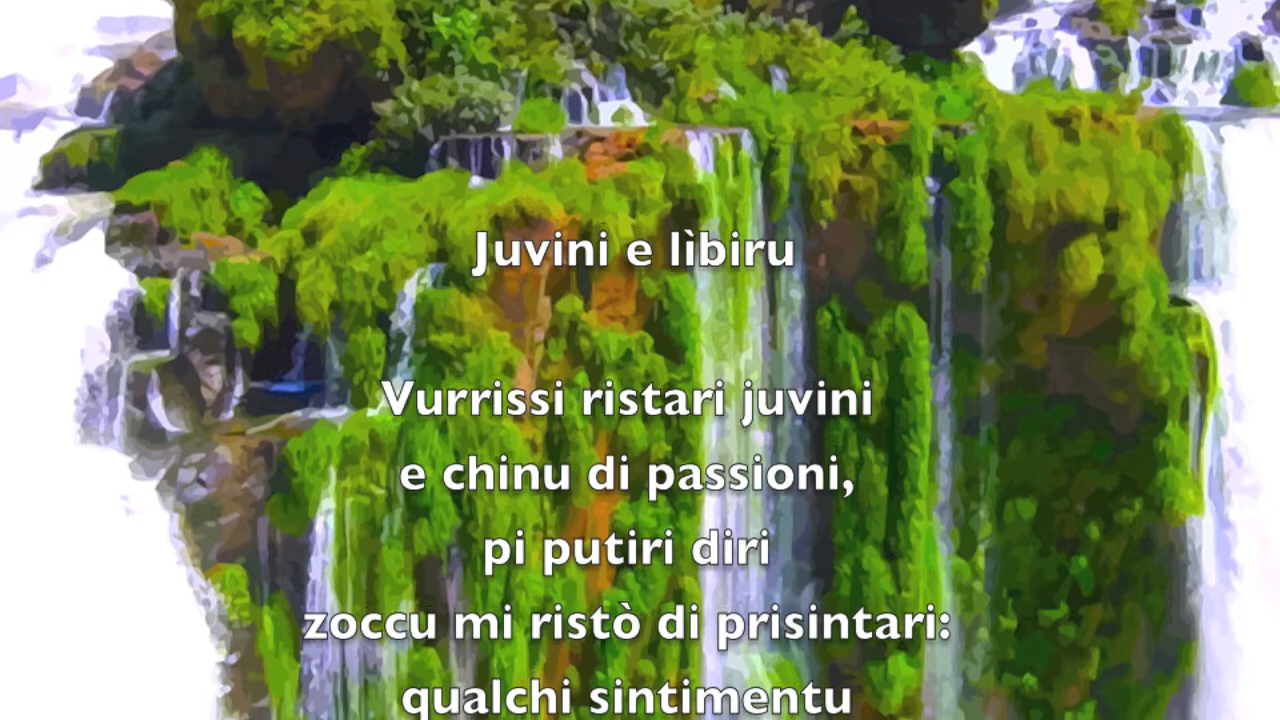 Juvini e lìbiru
Vurrissi ristari juvini
e chinu di passioni,
pi putiri diri
zoccu mi ristò di prisintari:
qualchi sintimentu